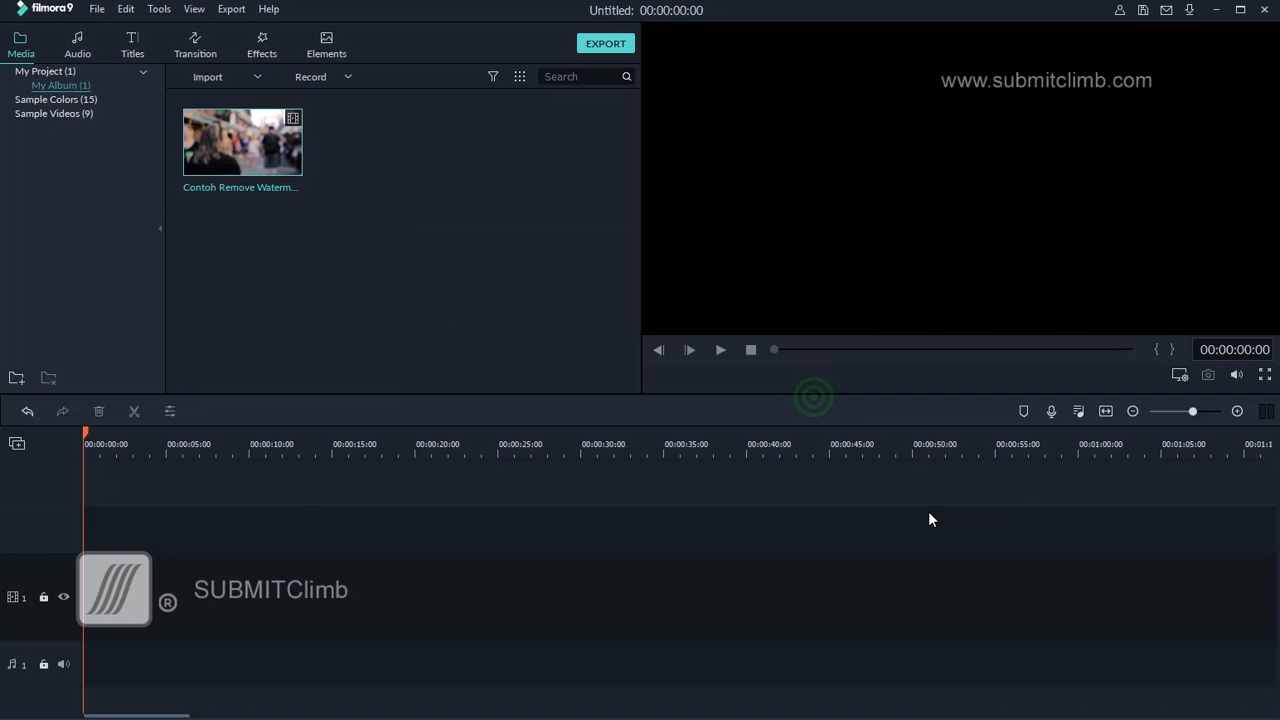 filmora9 File Edit Tools View Export Help Untitled: 00:00:00:00
Media Audio Titles Transition Effects Elements EXPORT
My Project (1)
My Album (1)
Sample Colors (15)
Sample Videos (9)
Import Record Search
Contoh Remove Waterm...
www.submitclimb.com
00:00:00:00
00:00:00:00 00:00:05:00 00:00:10:00 00:00:15:00 00:00:20:00 00:00:25:00 00:00:30:00 00:00:35:00 00:00:40:00 00:00:45:00 00:00:50:00 00:00:55:00 00:01:00:00 00:01:05:00 00:01:1
1
® SUBMITClimb
1